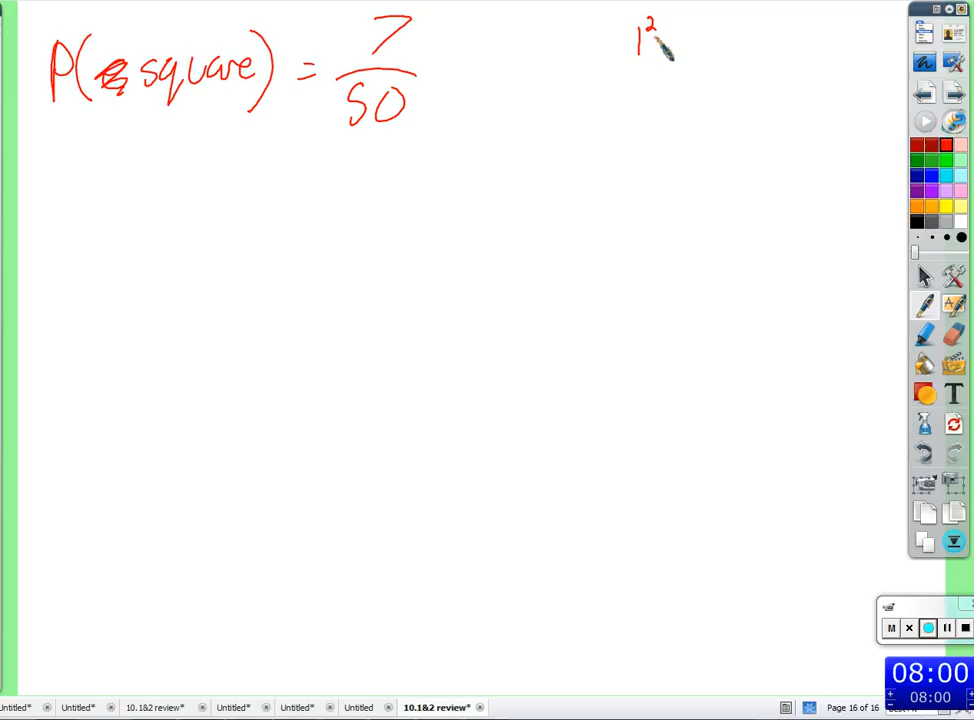 P(square) = 7/50
1²
A
T
M
08:00
08:00
Untitled*
Untitled*
10.1&2 review*
Untitled*
Untitled*
Untitled
10.1&2 review*
Page 16 of 16